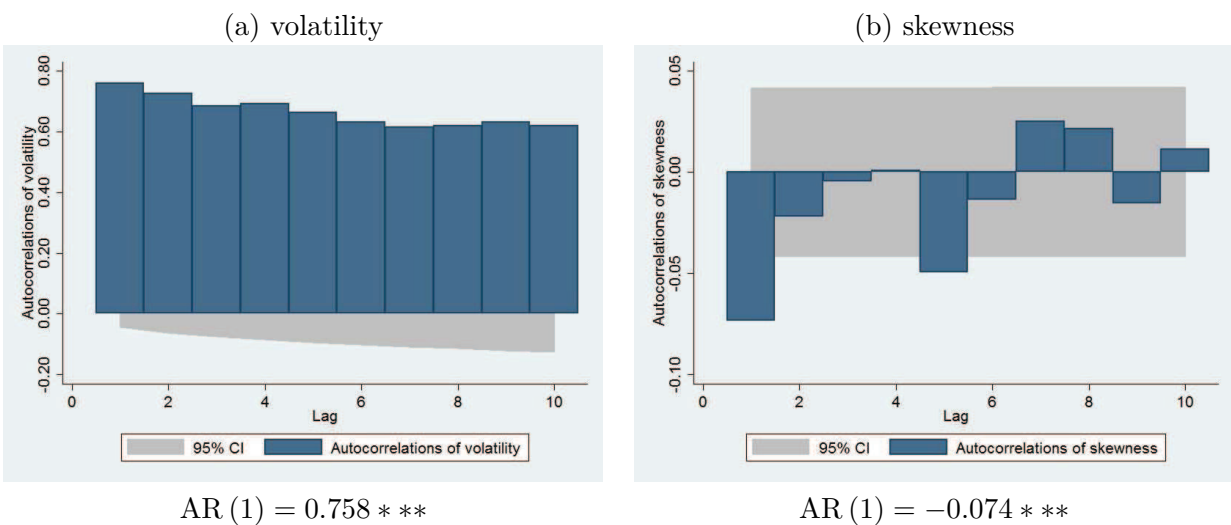 (a) volatility
Autocorrelations of volatility
0.80
0.60
0.40
0.20
0.00
-0.20
0 2 4 6 8 10
Lag
95% CI Autocorrelations of volatility
AR (1) = 0.758 * **
(b) skewness
Autocorrelations of skewness
0.05
0.00
-0.05
-0.10
0 2 4 6 8 10
Lag
95% CI Autocorrelations of skewness
AR (1) = −0.074 * **